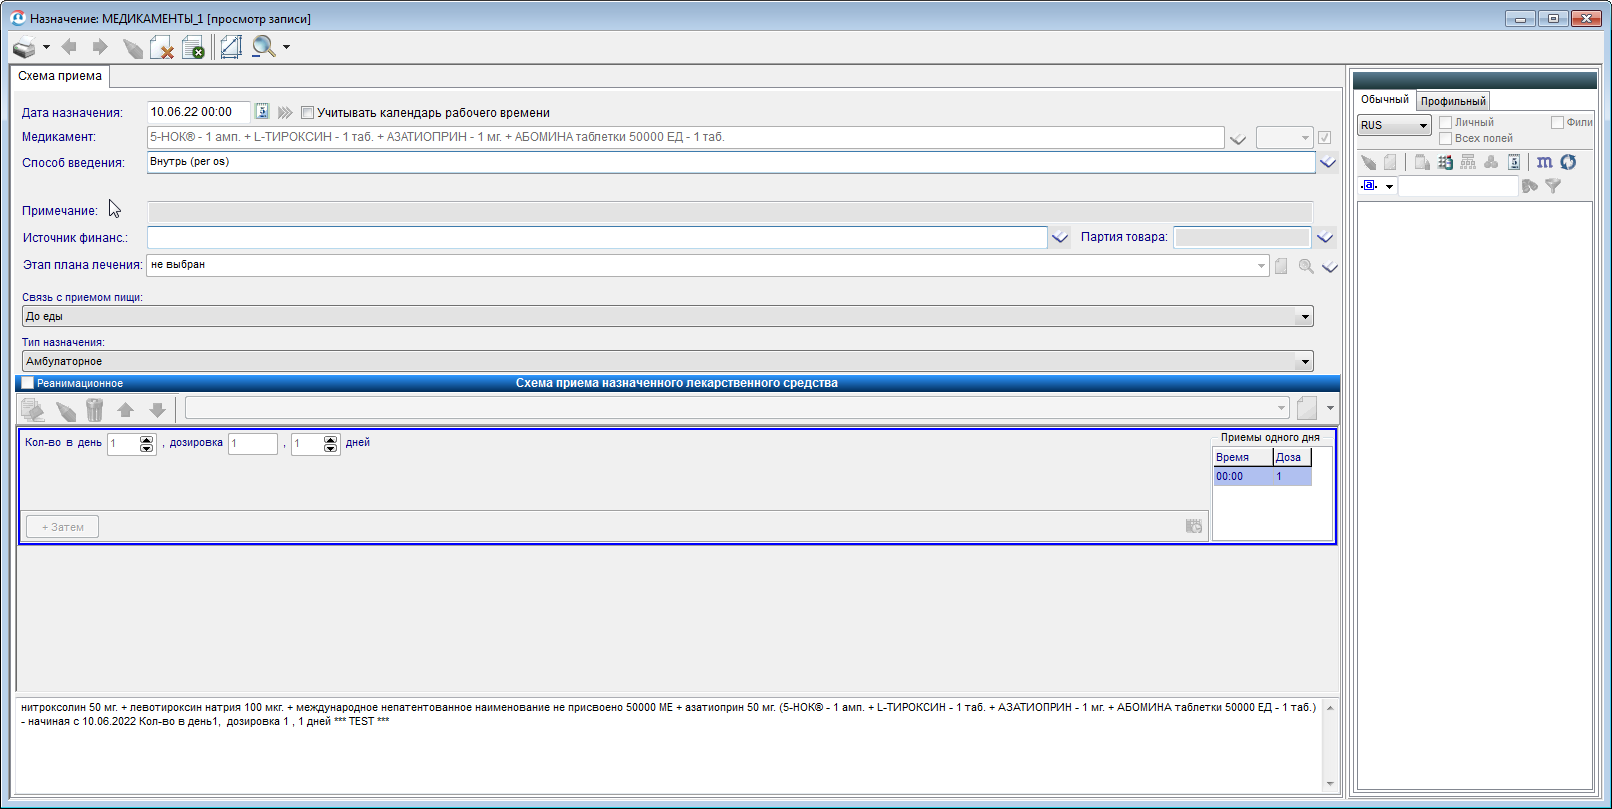 Назначение: МЕДИКАМЕНТЫ_1 [просмотр записи]
Схема приема
Дата назначения: 10.06.22 00:00 Учитывать календарь рабочего времени
Медикамент: 5-НОК® - 1 амп. + L-ТИРОКСИН - 1 таб. + АЗАТИОПРИН - 1 мг. + АБОМИНА таблетки 50000 ЕД - 1 таб.
Способ введения: Внутрь (per os)
Примечание:
Источник финанс.: Партия товара:
Этап плана лечения: не выбран
Связь с приемом пищи:
До еды
Тип назначения:
Амбулаторное
Реанимационное Схема приема назначенного лекарственного средства
Кол-во в день 1 , дозировка 1 , 1 дней
Приемы одного дня
Время Доза
00:00 1
+ Затем
нитроксолин 50 мг. + левотироксин натрия 100 мкг. + международное непатентованное наименование не присвоено 50000 МЕ + азатиоприн 50 мг. (5-НОК® - 1 амп. + L-ТИРОКСИН - 1 таб. + АЗАТИОПРИН - 1 мг. + АБОМИНА таблетки 50000 ЕД - 1 таб.)
- начиная с 10.06.2022 Кол-во в день1, дозировка 1 , 1 дней *** TEST ***
Обычный Профильный
RUS Личный Фили
Всех полей
m
.a.